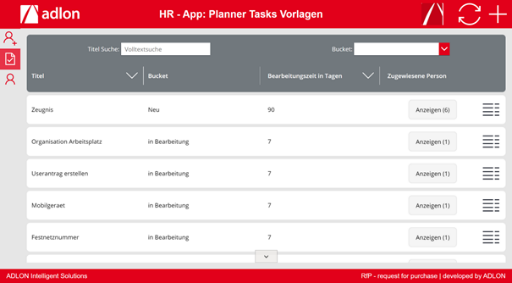 adlon
HR - App: Planner Tasks Vorlagen
Titel Suche: Volltextsuche
Bucket:
Titel Bucket Bearbeitungszeit in Tagen Zugewiesene Person
Zeugnis Neu 90 Anzeigen (6)
Organisation Arbeitsplatz in Bearbeitung 7 Anzeigen (1)
Userantrag erstellen in Bearbeitung 7 Anzeigen (1)
Mobilgeraet in Bearbeitung 7 Anzeigen (1)
Festnetznummer in Bearbeitung 7 Anzeigen (1)
ADLON Intelligent Solutions
RfP - request for purchase | developed by ADLON